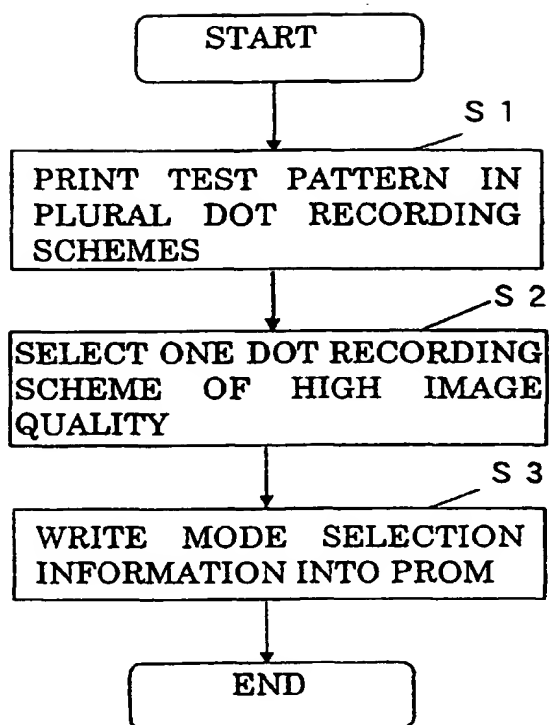 START
S 1
PRINT TEST PATTERN IN
PLURAL DOT RECORDING
SCHEMES
S 2
SELECT ONE DOT RECORDING
SCHEME OF HIGH IMAGE
QUALITY
S 3
WRITE MODE SELECTION
INFORMATION INTO PROM
END